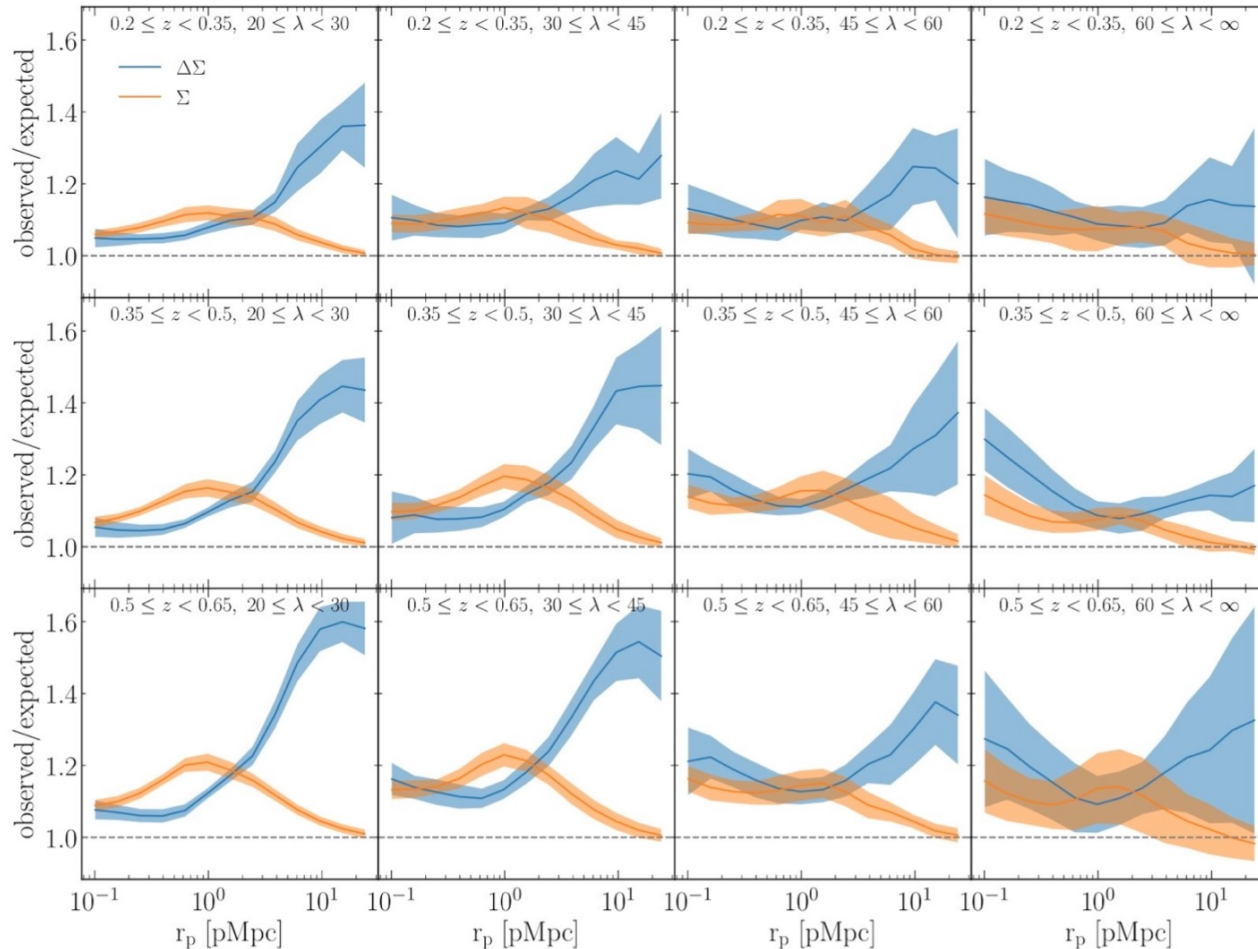 0.2 ≤ z < 0.35, 20 ≤ λ < 30
0.2 ≤ z < 0.35, 30 ≤ λ < 45
0.2 ≤ z < 0.35, 45 ≤ λ < 60
0.2 ≤ z < 0.35, 60 ≤ λ < ∞
ΔΣ
Σ
1.6
1.4
1.2
1.0
observed/expected
0.35 ≤ z < 0.5, 20 ≤ λ < 30
0.35 ≤ z < 0.5, 30 ≤ λ < 45
0.35 ≤ z < 0.5, 45 ≤ λ < 60
0.35 ≤ z < 0.5, 60 ≤ λ < ∞
1.6
1.4
1.2
1.0
observed/expected
0.5 ≤ z < 0.65, 20 ≤ λ < 30
0.5 ≤ z < 0.65, 30 ≤ λ < 45
0.5 ≤ z < 0.65, 45 ≤ λ < 60
0.5 ≤ z < 0.65, 60 ≤ λ < ∞
1.6
1.4
1.2
1.0
observed/expected
10⁻¹ 10⁰ 10¹ 10⁻¹ 10⁰ 10¹ 10⁻¹ 10⁰ 10¹ 10⁻¹ 10⁰ 10¹
rₚ [pMpc] rₚ [pMpc] rₚ [pMpc] rₚ [pMpc]